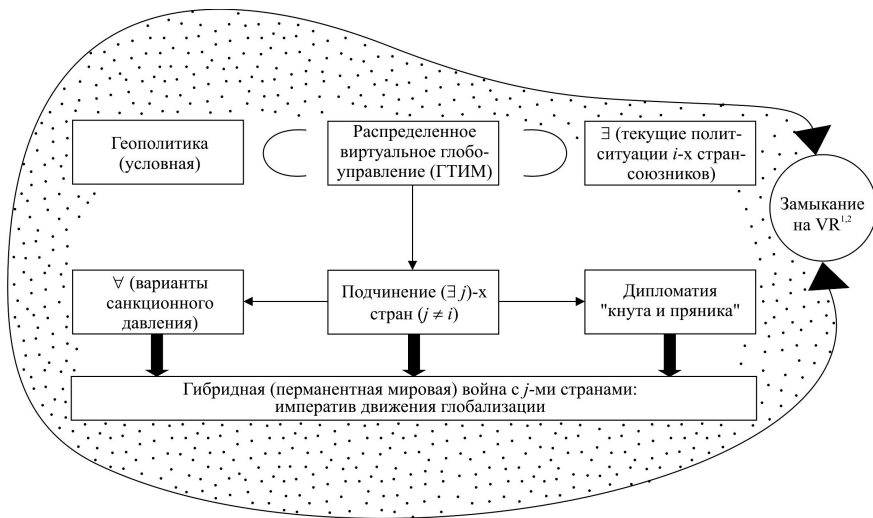 Геополитика
(условная)
Распределенное
виртуальное глобо-
управление (ГТИМ)
∃ (текущие полит-
ситуации i-х стран-
союзников)
Замыкание
на VR¹,²
∀ (варианты
санкционного
давления)
Подчинение (∃ j)-х
стран (j ≠ i)
Дипломатия
"кнута и пряника"
Гибридная (перманентная мировая) война с j-ми странами:
императив движения глобализации